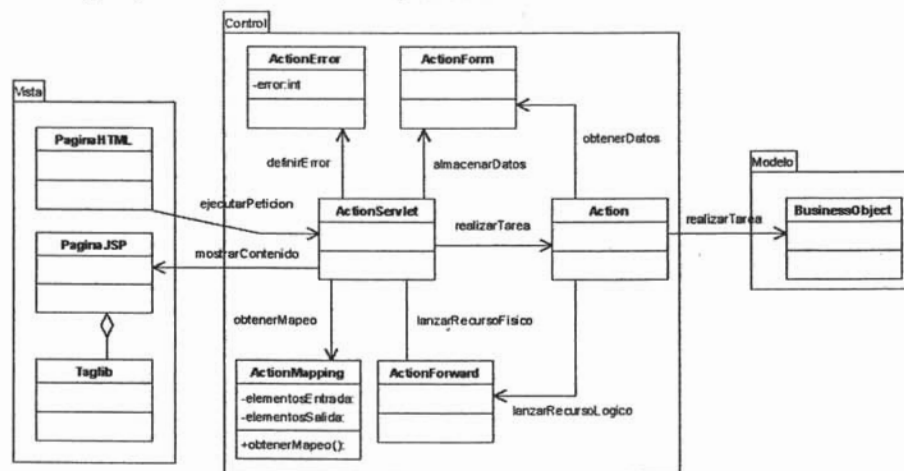 Control
ActionError
-error:int
ActionForm
Vista
PaginaHTML
definirError
almacenarDatos
obtenerDatos
Modelo
ejecutarPeticion
ActionServlet
Action
realizarTarea
BusinessObject
realizarTarea
PaginaJSP
mostrarContenido
obtenerMapeo
lanzarRecursoFisico
Taglib
ActionMapping
-elementosEntrada:
-elementosSalida:
+obtenerMapeo():
ActionForward
lanzarRecursoLogico